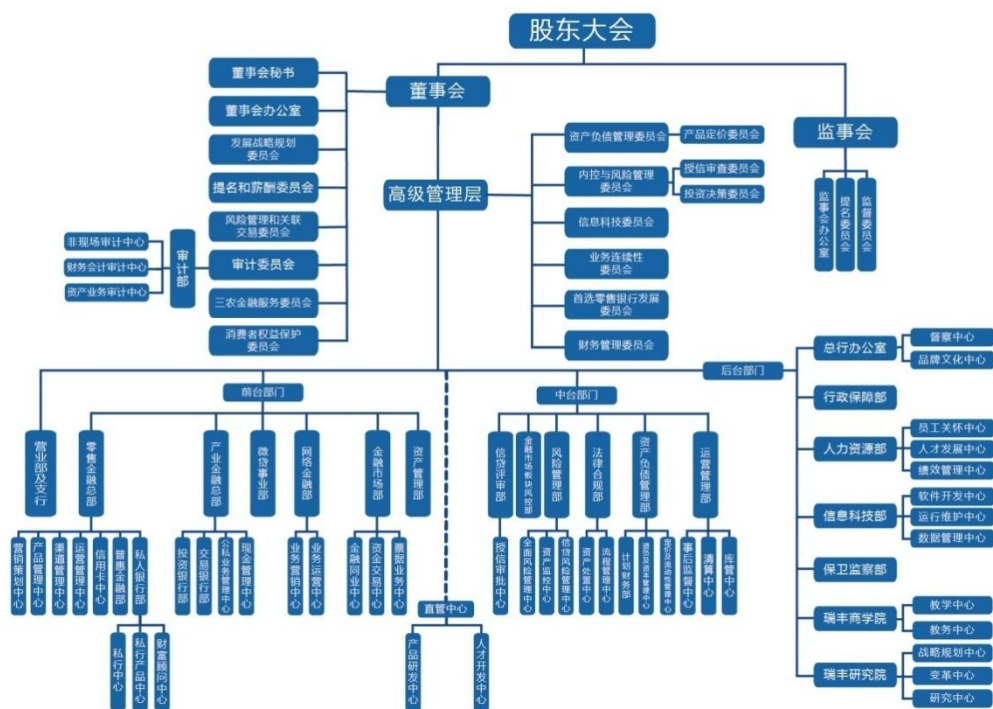 股东大会
董事会
监事会
高级管理层
董事会秘书
董事会办公室
发展战略规划
委员会
提名和薪酬委员会
风险管理和关联
交易委员会
审计委员会
三农金融服务委员会
消费者权益保护
委员会
审计部
非现场审计中心
财务会计审计中心
资产业务审计中心
资产负债管理委员会
产品定价委员会
内控与风险管理
委员会
授信审查委员会
投资决策委员会
信息科技委员会
业务连续性
委员会
首选零售银行发展
委员会
财务管理委员会
监事会办公室
提名委员会
监督委员会
前台部门
中台部门
后台部门
营业部及支行
零售金融总部
产业金融总部
微贷事业部
网络金融部
金融市场部
资产管理部
信贷评审部
金融市场板块风控部
风险管理部
法律合规部
资产负债管理部
运营管理部
营销策划中心
产品管理中心
渠道管理中心
运营管理中心
信用卡中心
普惠金融部
私人银行部
私行中心
私行产品中心
财富顾问中心
投资银行部
交易银行部
公私业务管理中心
现金管理中心
业务营销中心
业务运营中心
金融同业中心
资金交易中心
票据业务中心
直管中心
产品研发中心
人才开发中心
授信审批中心
全面风险管理中心
资产监控中心
信贷风险管理中心
资产处置中心
流程管理中心
计划财务部
定价及流动性管理中心
事后监督中心
清算中心
库管中心
总行办公室
督察中心
品牌文化中心
行政保障部
人力资源部
员工关怀中心
人才发展中心
绩效管理中心
信息科技部
软件开发中心
运行维护中心
数据管理中心
保卫监察部
瑞丰商学院
教学中心
教务中心
瑞丰研究院
战略规划中心
变革中心
研究中心